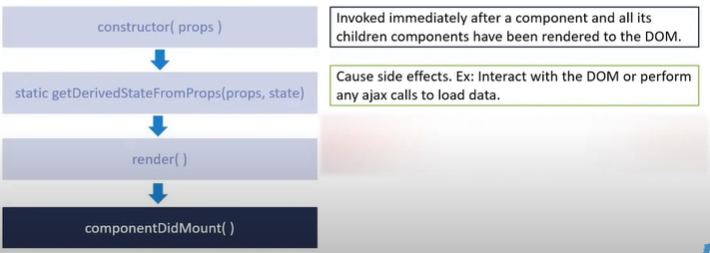 constructor( props )
Invoked immediately after a component and all its
children components have been rendered to the DOM.
static getDerivedStateFromProps(props, state)
Cause side effects. Ex: Interact with the DOM or perform
any ajax calls to load data.
render( )
componentDidMount( )